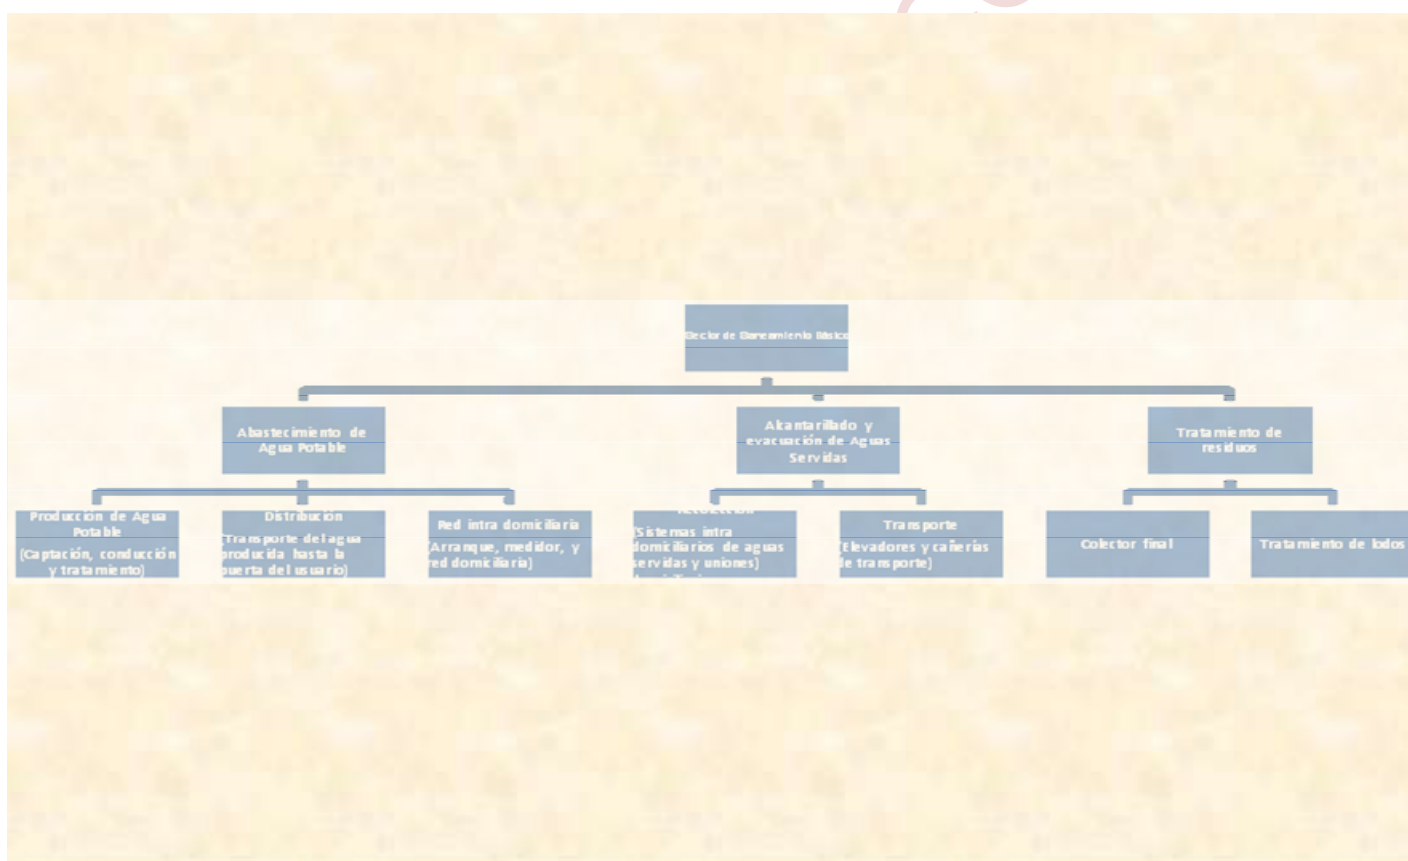 Sector de Saneamiento Básico
Abastecimiento de
Agua Potable
Alcantarillado y
evacuación de Aguas
Servidas
Tratamiento de
residuos
Producción de Agua
Potable
(Captación, conducción
y tratamiento)
Distribución
(Transporte del agua
producida hasta la
puerta del usuario)
Red intra domiciliaria
(Arranque, medidor, y
red domiciliaria)
(Sistemas intra
domiciliarios de aguas
servidas y uniones)
Transporte
(Elevadores y cañerías
de transporte)
Colector final
Tratamiento de lodos